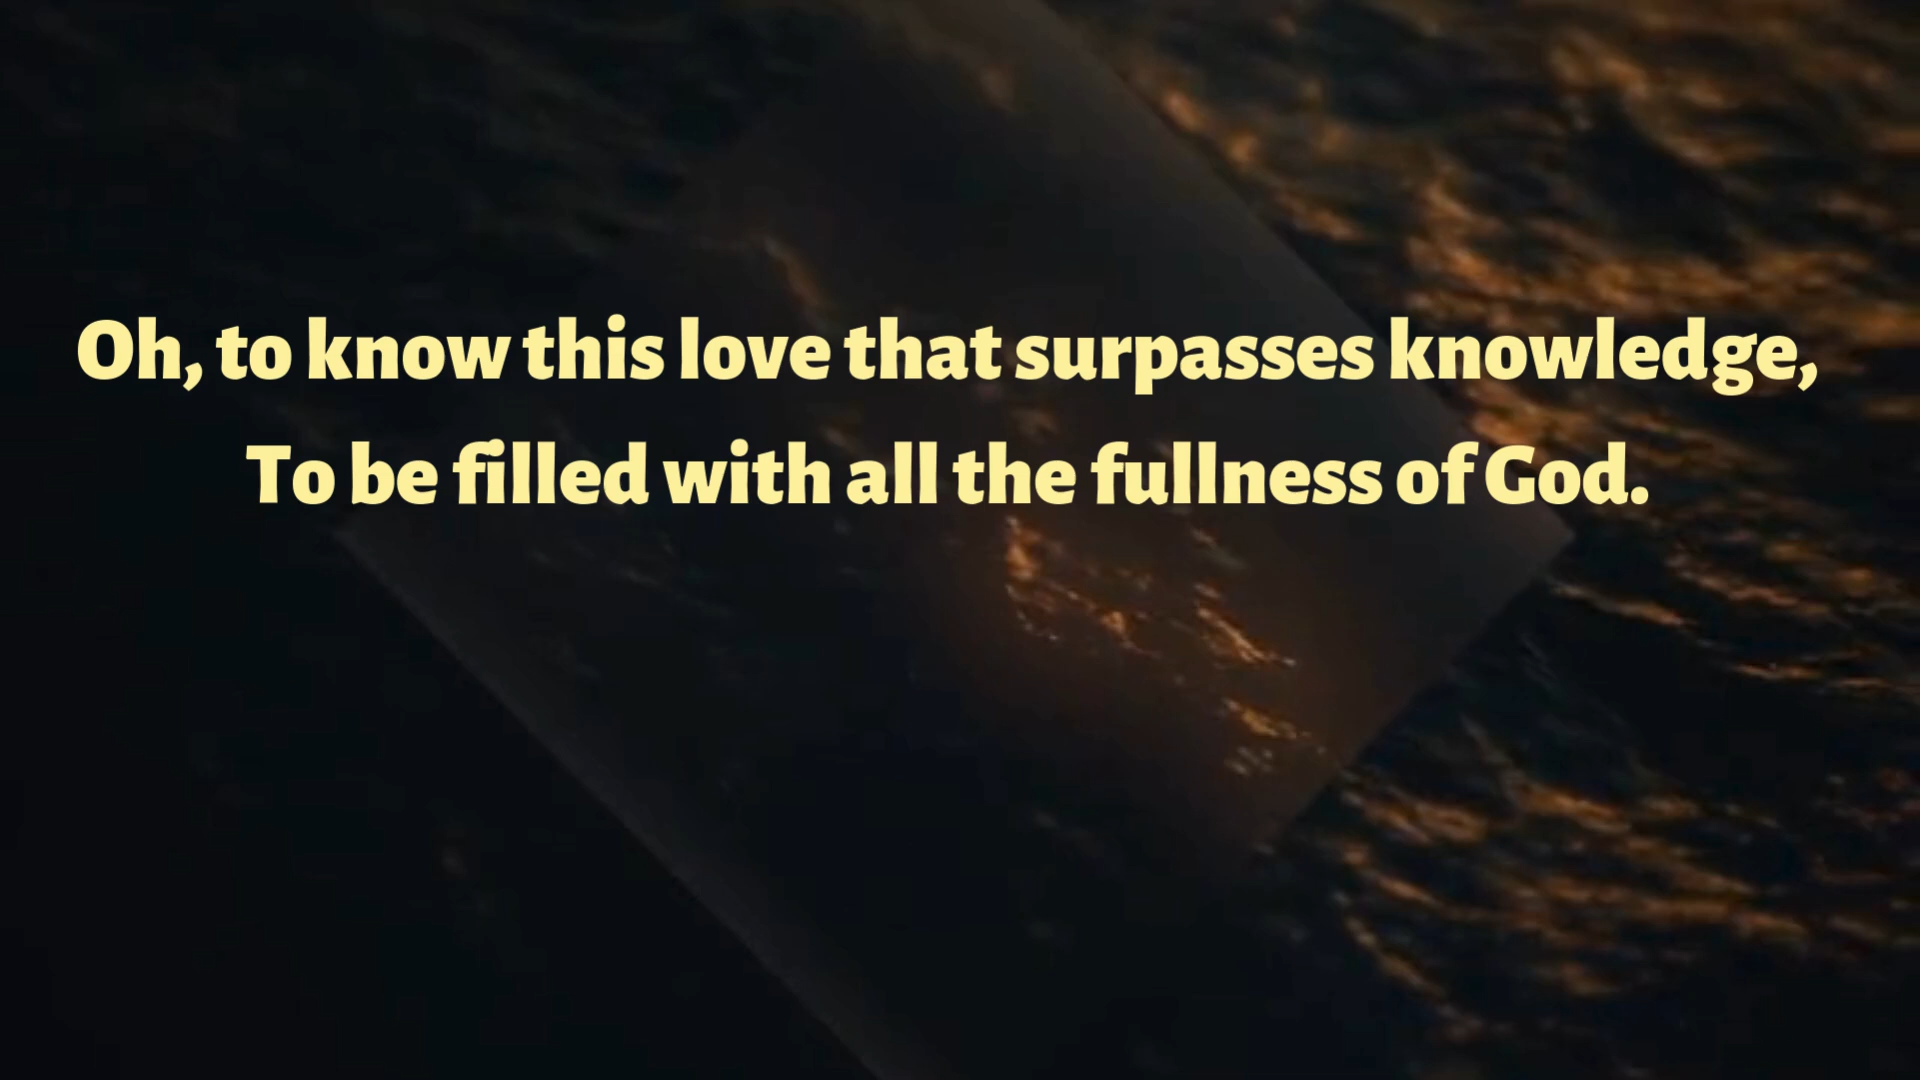 Oh, to know this love that surpasses knowledge,
To be filled with all the fullness of God.